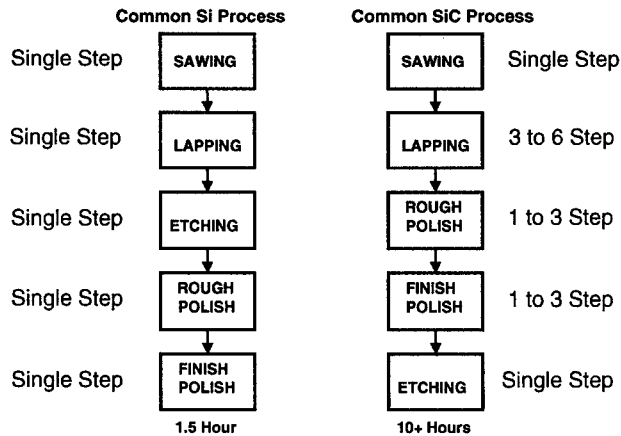 Common Si Process Common SiC Process
Single Step SAWING SAWING Single Step
Single Step LAPPING LAPPING 3 to 6 Step
Single Step ETCHING ROUGH POLISH 1 to 3 Step
Single Step ROUGH POLISH FINISH POLISH 1 to 3 Step
Single Step FINISH POLISH ETCHING Single Step
1.5 Hour 10+ Hours